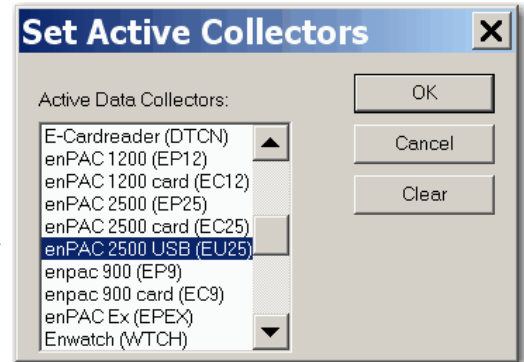 Set Active Collectors
Active Data Collectors:
E-Cardreader (DTCN)
enPAC 1200 (EP12)
enPAC 1200 card (EC12)
enPAC 2500 (EP25)
enPAC 2500 card (EC25)
enPAC 2500 USB (EU25)
enpac 900 (EP9)
enpac 900 card (EC9)
enPAC Ex (EPEX)
Enwatch (WTCH)
OK
Cancel
Clear